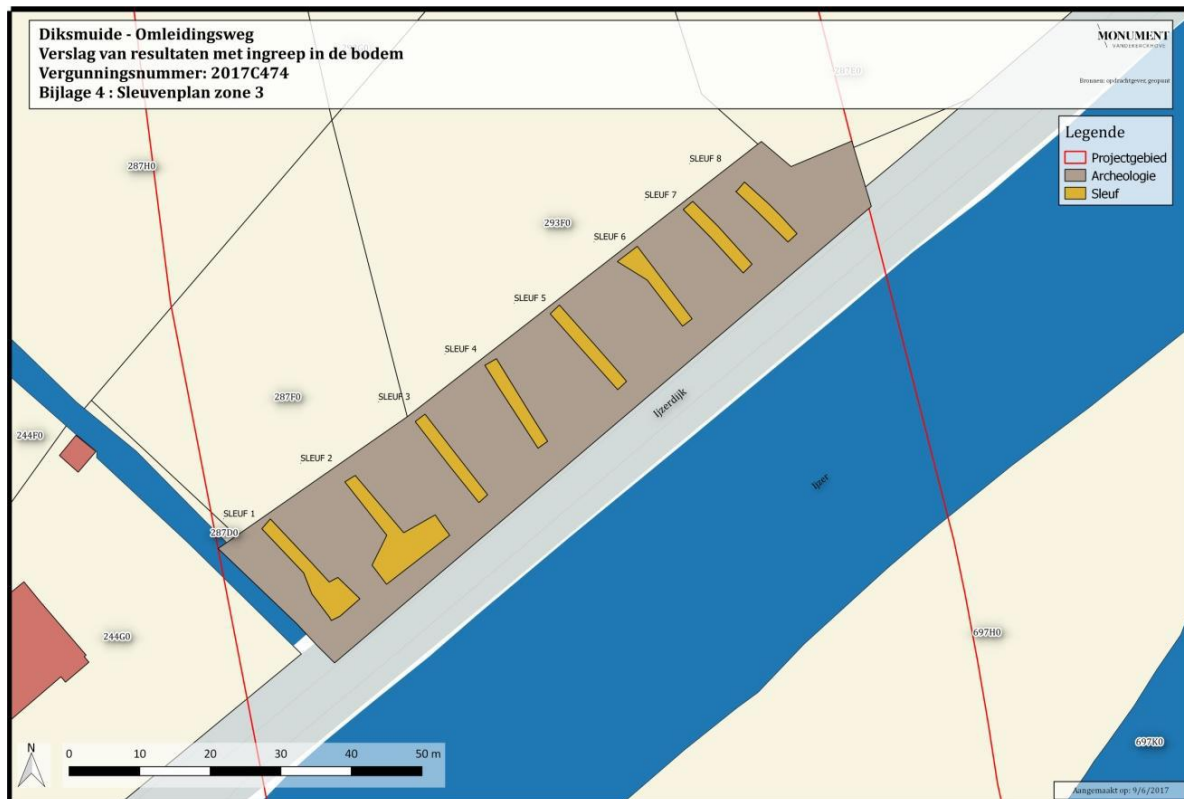 Diksmuide - Omleidingsweg
Verslag van resultaten met ingreep in de bodem
Vergunningsnummer: 2017C474
Bijlage 4 : Sleuvenplan zone 3
MONUMENT
VANDEKERCKHOVE
Bronnen: opdrachtgever, geopunt
Legende
Projectgebied
Archeologie
Sleuf
707E0
287H0
SLEUF 8
SLEUF 7
293F0
SLEUF 6
SLEUF 5
SLEUF 4
SLEUF 3
287F0
Ijzerdijk
244F0
SLEUF 2
Ijzer
SLEUF 1
287D0
244G0
697H0
697K0
N
0 10 20 30 40 50 m
Aangemaakt op: 9/6/2017